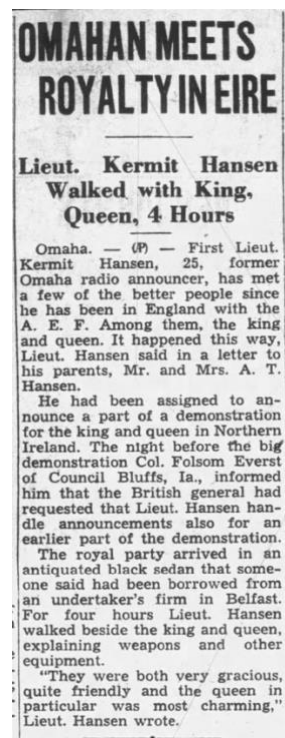 OMAHAN MEETS
ROYALTY IN EIRE
Lieut. Kermit Hansen
Walked with King,
Queen, 4 Hours
Omaha. — (AP) — First Lieut.
Kermit Hansen, 25, former
Omaha radio announcer, has met
a few of the better people since
he has been in England with the
A. E. F. Among them, the king
and queen. It happened this way,
Lieut. Hansen said in a letter to
his parents, Mr. and Mrs. A. T.
Hansen.
He had been assigned to an-
nounce a part of a demonstration
for the king and queen in Northern
Ireland. The night before the big
demonstration Col. Folsom Everst
of Council Bluffs, Ia., informed
him that the British general had
requested that Lieut. Hansen han-
dle announcements also for an
earlier part of the demonstration.
The royal party arrived in an
antiquated black sedan that some-
one said had been borrowed from
an undertaker's firm in Belfast.
For four hours Lieut. Hansen
walked beside the king and queen,
explaining weapons and other
equipment.
"They were both very gracious,
quite friendly and the queen in
particular was most charming,"
Lieut. Hansen wrote.